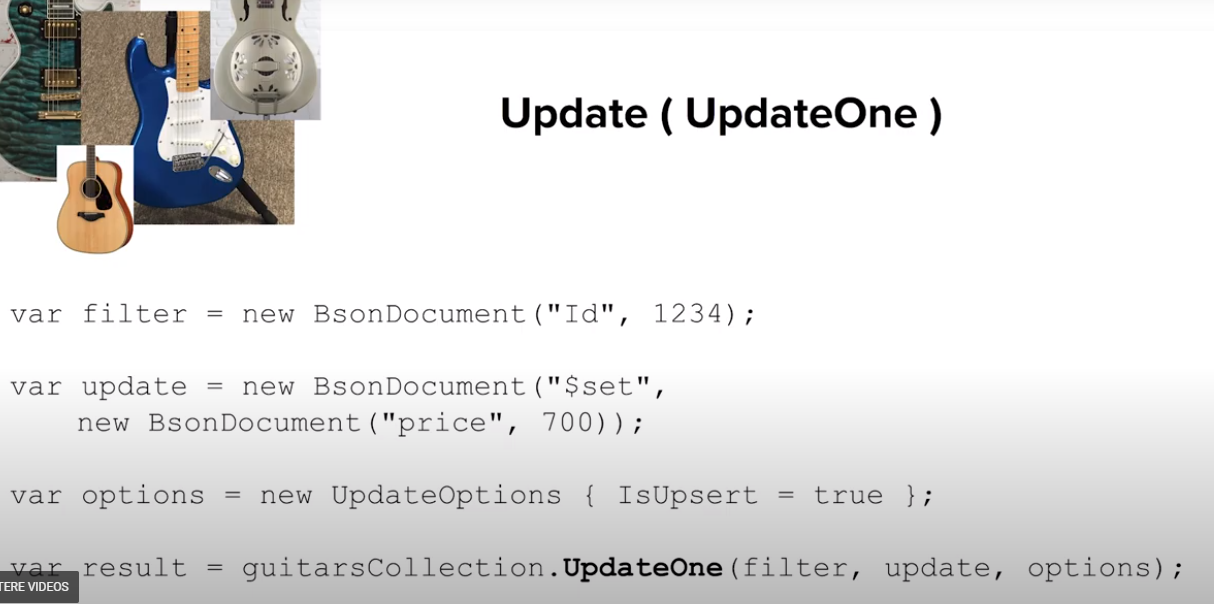 Update ( UpdateOne )
var filter = new BsonDocument("Id", 1234);
var update = new BsonDocument("$set",
new BsonDocument("price", 700));
var options = new UpdateOptions { IsUpsert = true };
var result = guitarsCollection.UpdateOne(filter, update, options);
TERE VIDEOS